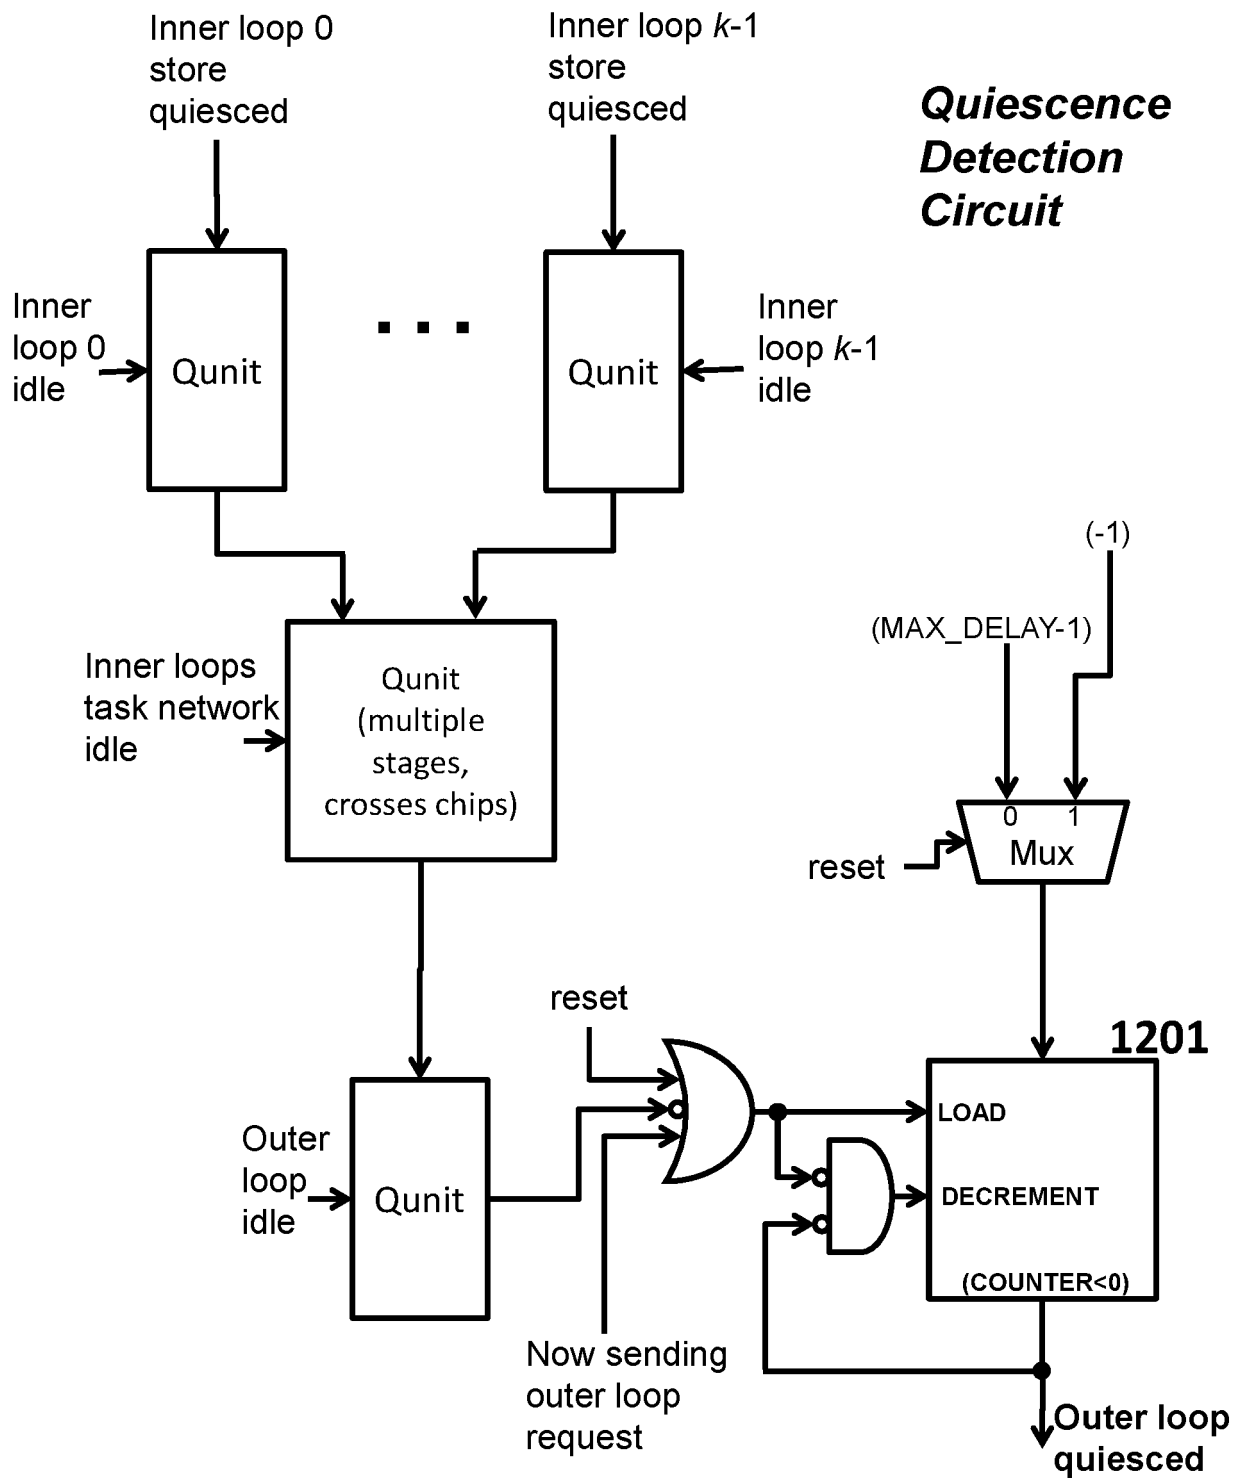 Inner loop 0
store
quiesced
Inner loop k-1
store
quiesced
Quiescence
Detection
Circuit
Inner
loop 0
idle
Qunit
. . .
Qunit
Inner
loop k-1
idle
(-1)
(MAX_DELAY-1)
Inner loops
task network
idle
Qunit
(multiple
stages,
crosses chips)
0 1
Mux
reset
reset
1201
LOAD
DECREMENT
(COUNTER<0)
Outer
loop
idle
Qunit
Now sending
outer loop
request
Outer loop
quiesced